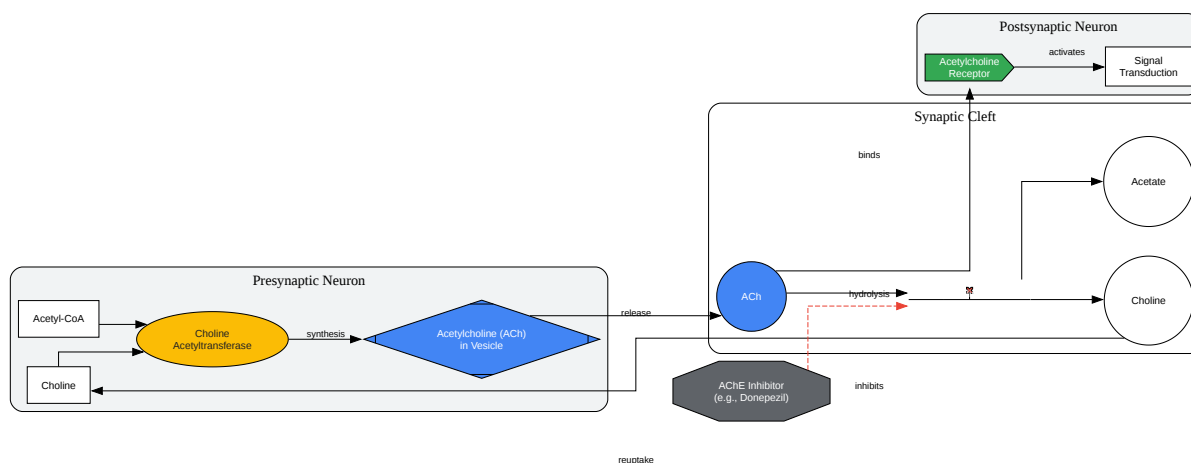 Postsynaptic Neuron
Acetylcholine
Receptor
activates
Signal
Transduction
Synaptic Cleft
binds
Acetate
Presynaptic Neuron
Acetyl-CoA
Choline
Acetyltransferase
synthesis
Acetylcholine (ACh)
in Vesicle
release
ACh
hydrolysis
Choline
Choline
AChE Inhibitor
(e.g., Donepezil)
inhibits
reuptake